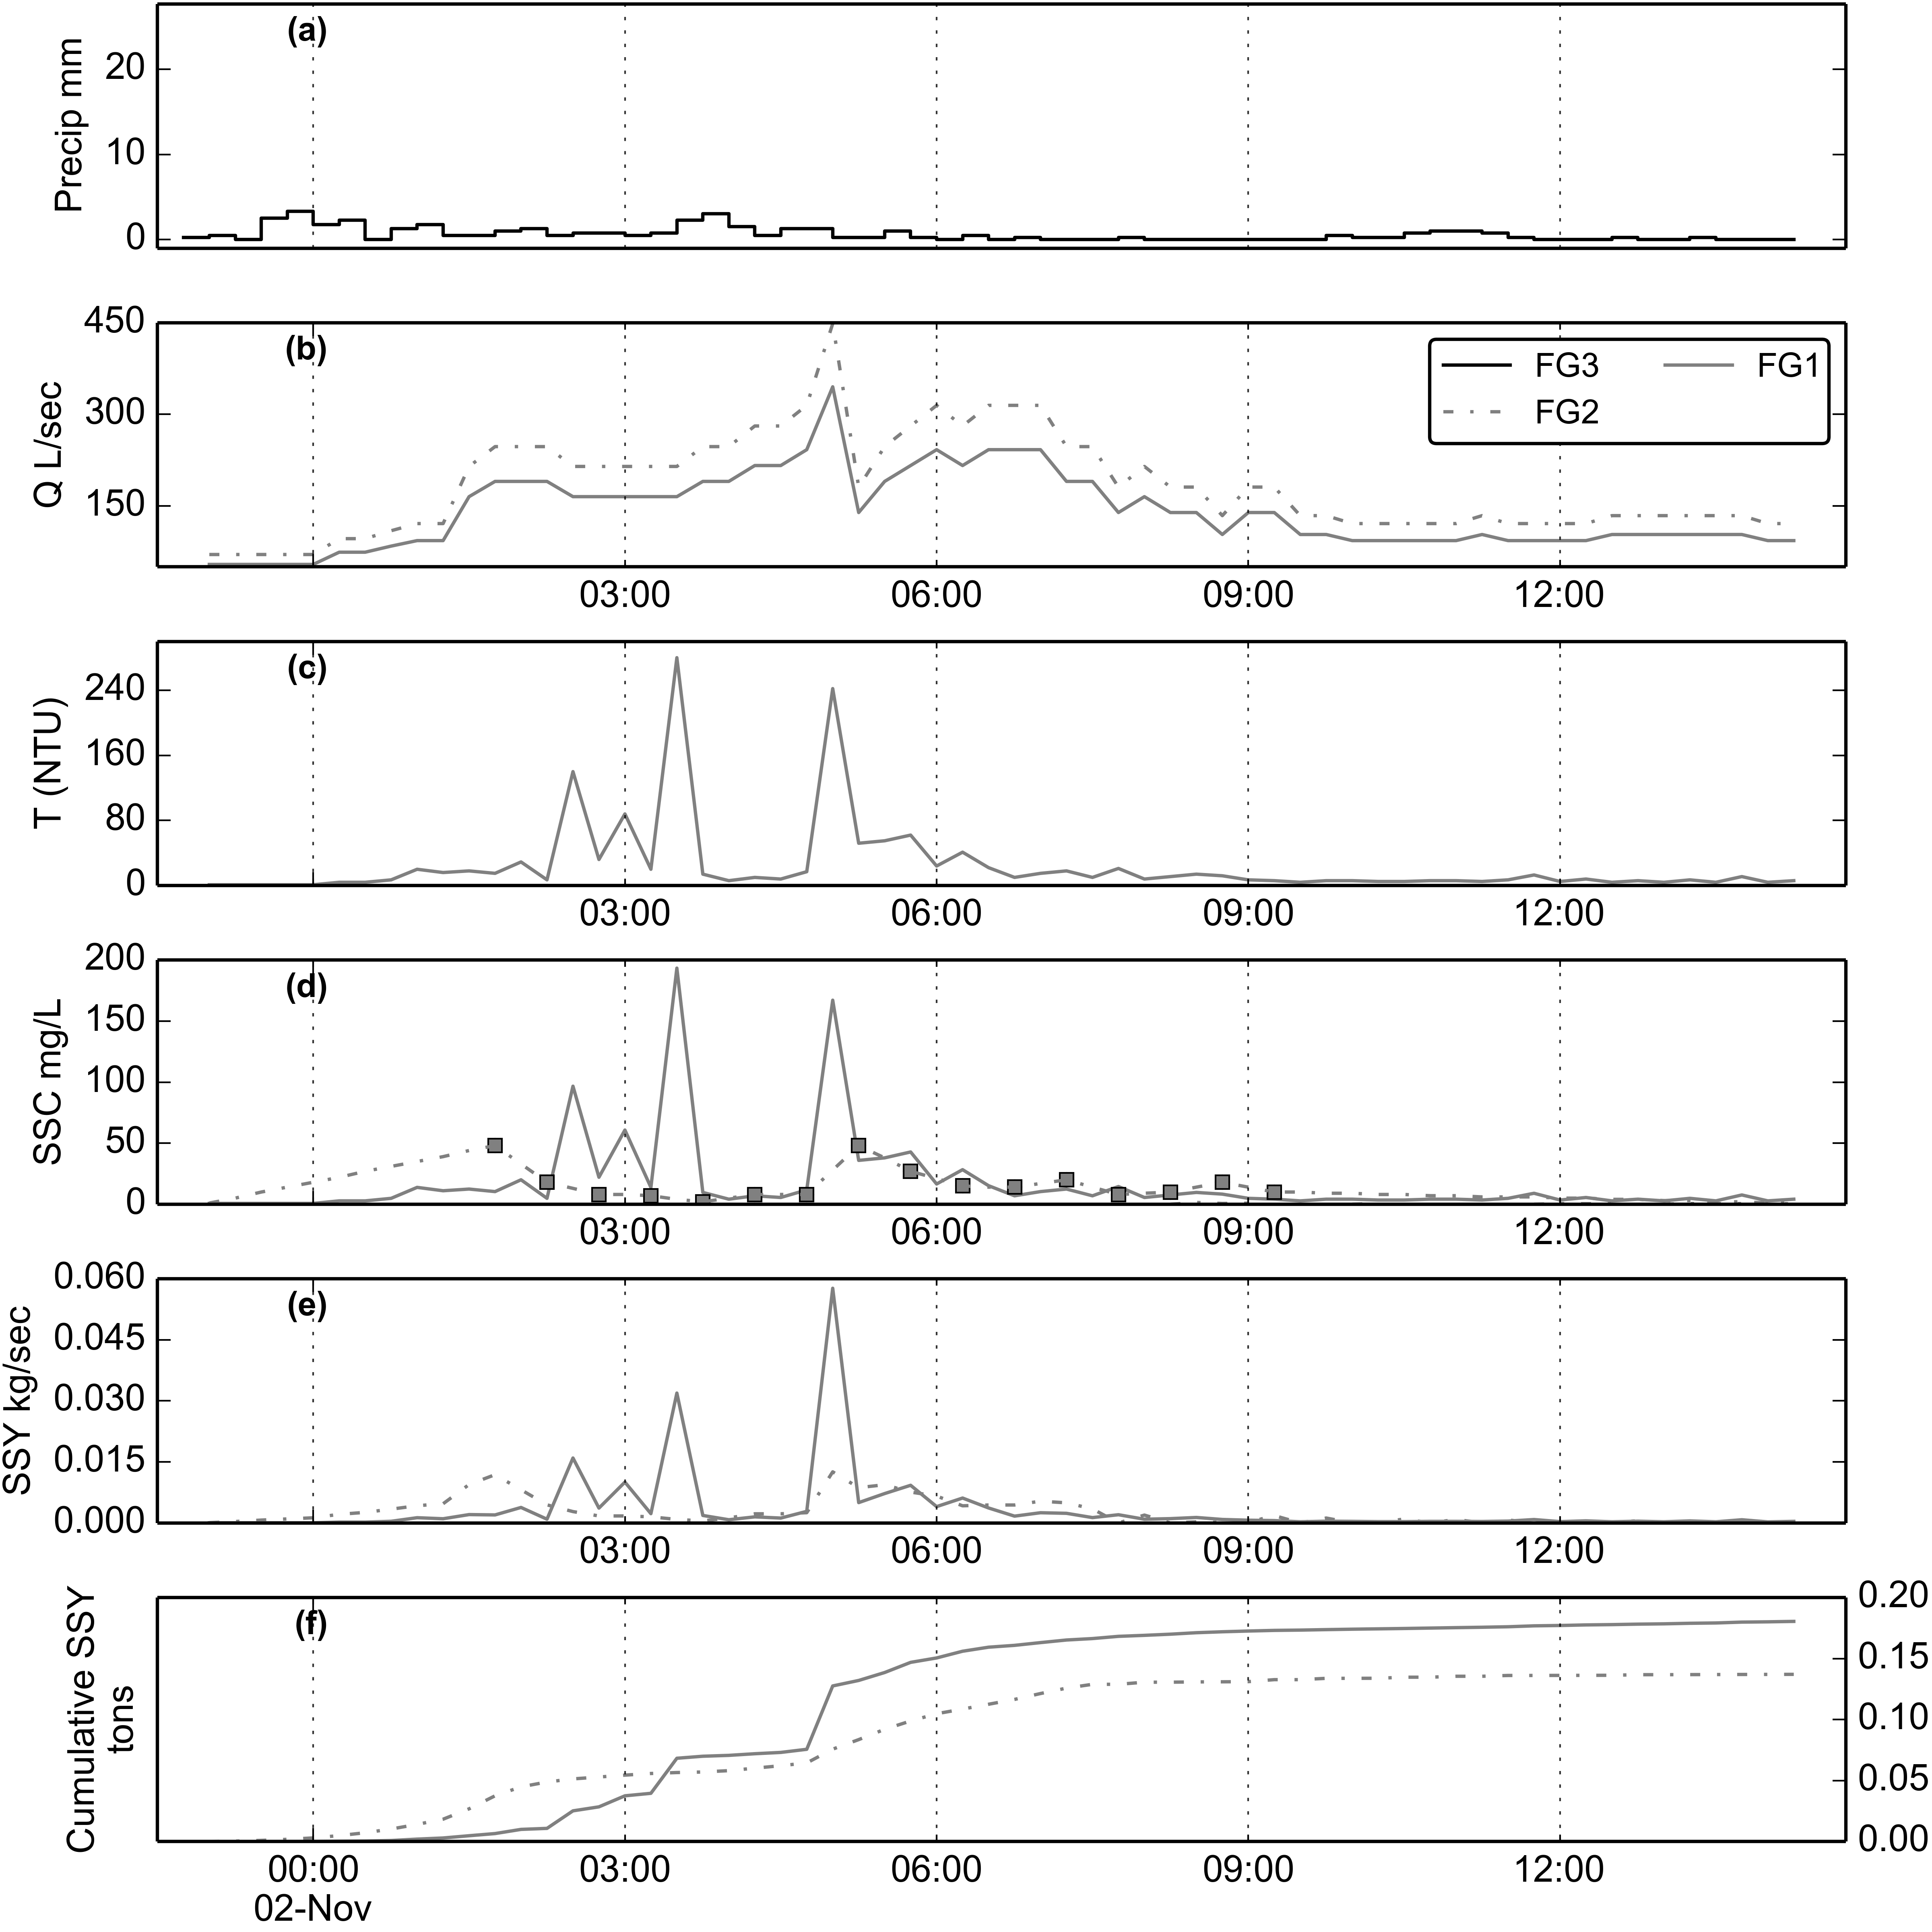 (a)
Precip mm
20
10
0
(b)
Q L/sec
450
300
150
FG3 FG1
FG2
03:00 06:00 09:00 12:00
(c)
T (NTU)
240
160
80
0
03:00 06:00 09:00 12:00
(d)
SSC mg/L
200
150
100
50
0
03:00 06:00 09:00 12:00
(e)
SSY kg/sec
0.060
0.045
0.030
0.015
0.000
03:00 06:00 09:00 12:00
(f)
Cumulative SSY
tons
0.20
0.15
0.10
0.05
0.00
00:00 03:00 06:00 09:00 12:00
02-Nov